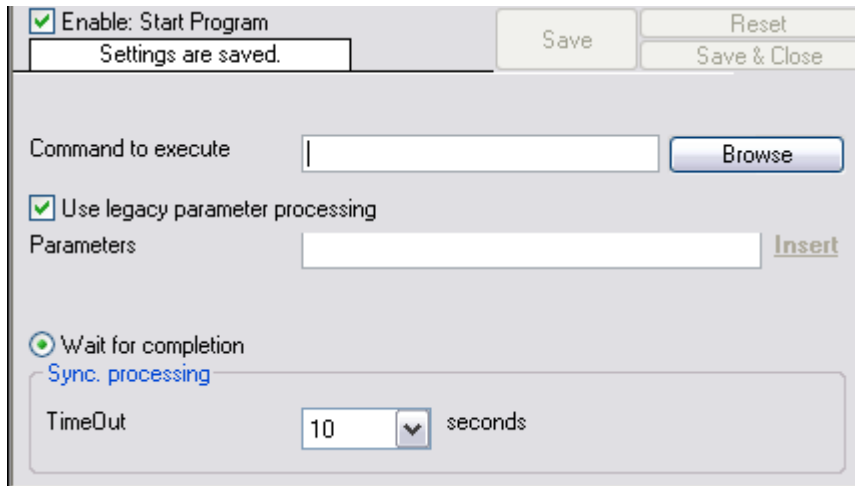 Enable: Start Program
Save
Reset
Settings are saved.
Save & Close
Command to execute
Browse
Use legacy parameter processing
Parameters
Insert
Wait for completion
Sync. processing
TimeOut
10
seconds